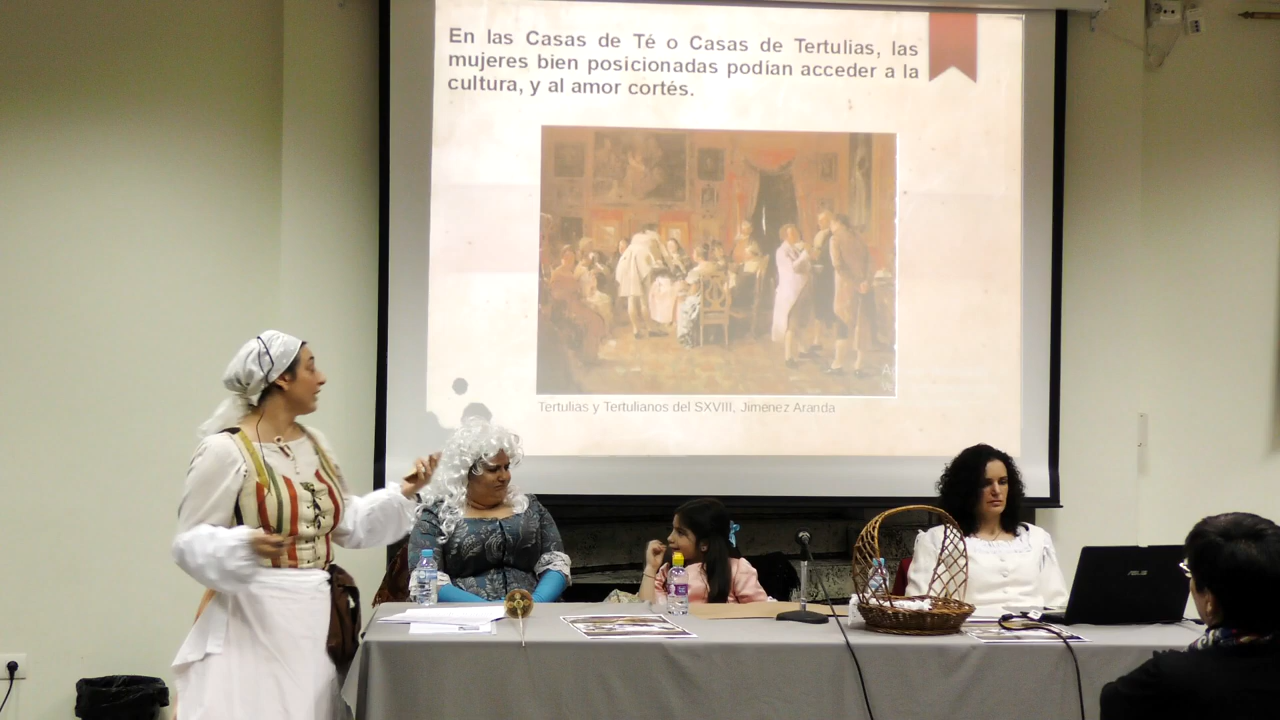 En las Casas de Té o Casas de Tertulias, las
mujeres bien posicionadas podían acceder a la
cultura, y al amor cortés.
Tertulias y Tertulianos del SXVIII, Jiménez Aranda
ASUS